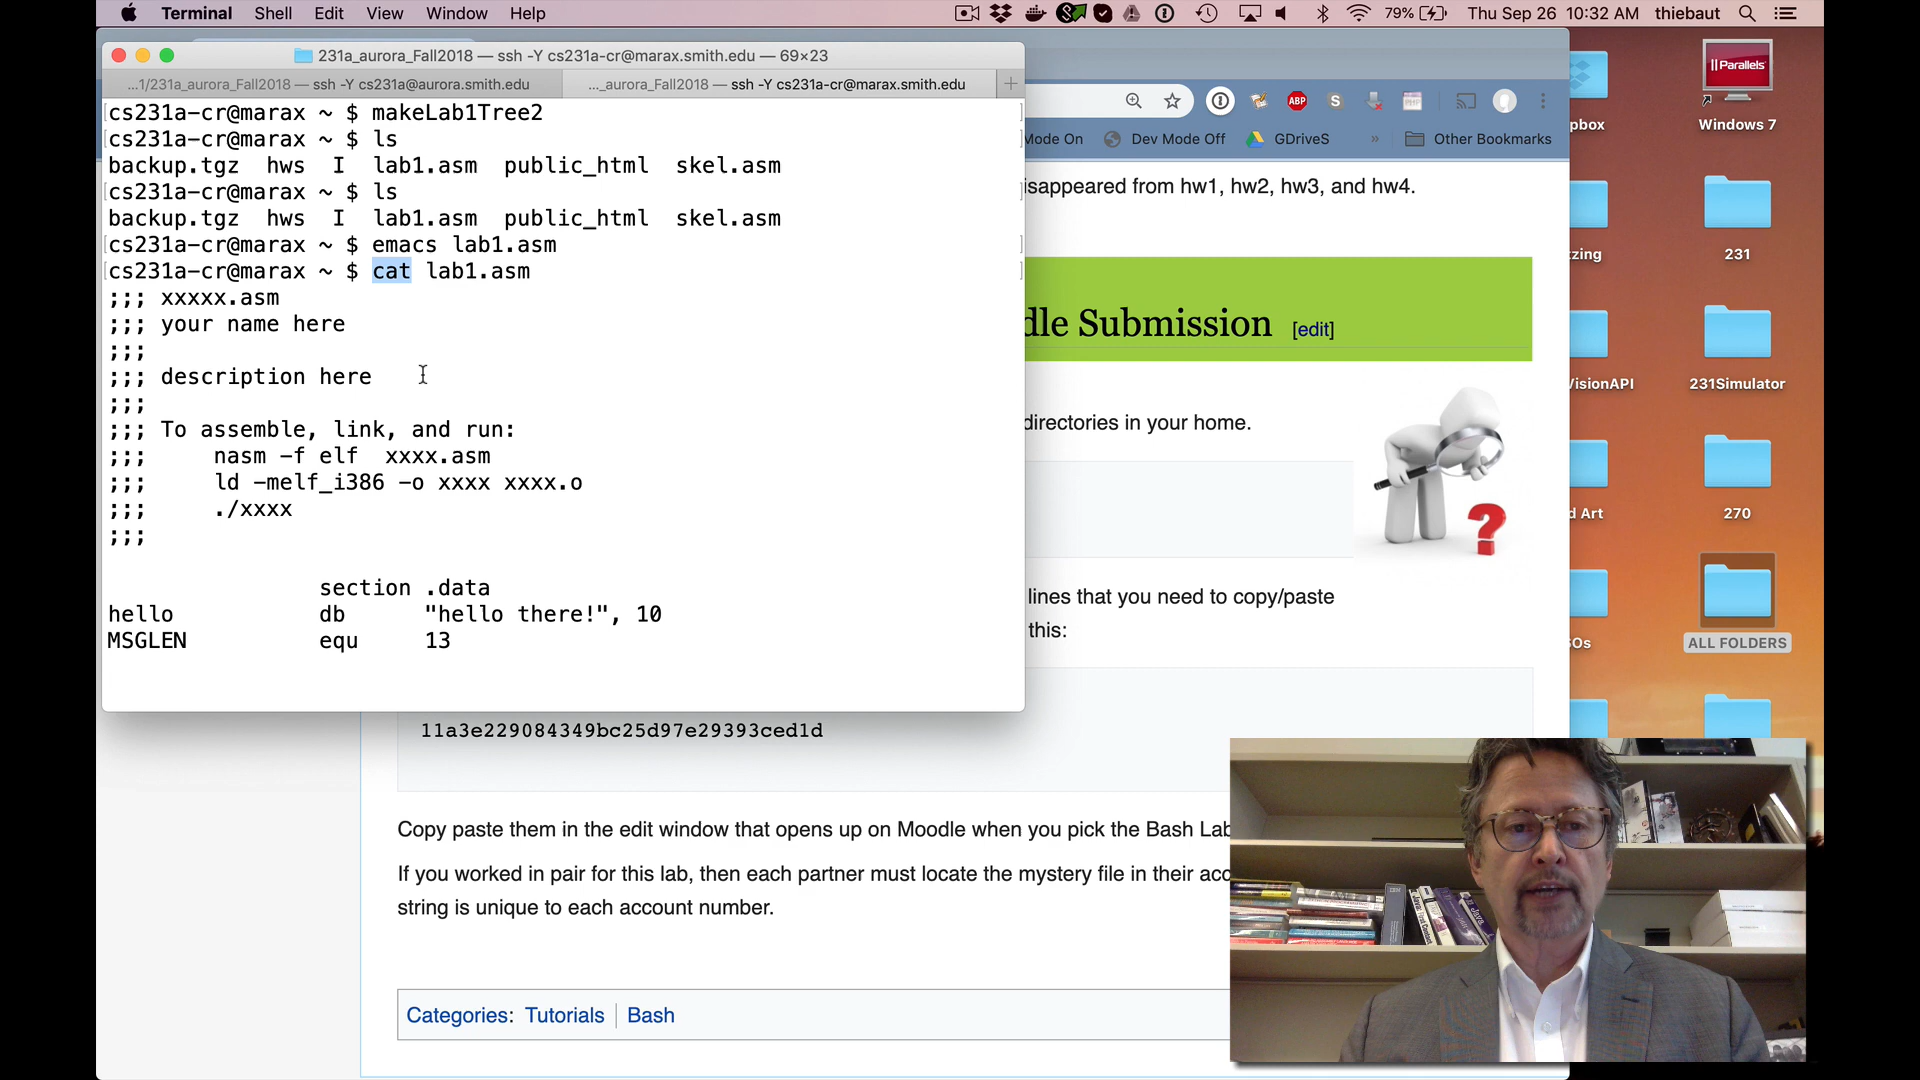 Terminal Shell Edit View Window Help 79% Thu Sep 26 10:32 AM thiebaut
231a_aurora_Fall2018 — ssh -Y cs231a-cr@marax.smith.edu — 69×23
...1/231a_aurora_Fall2018 — ssh -Y cs231a@aurora.smith.edu ..._aurora_Fall2018 — ssh -Y cs231a-cr@marax.smith.edu +
cs231a-cr@marax ~ $ makeLab1Tree2
cs231a-cr@marax ~ $ ls
backup.tgz hws I lab1.asm public_html skel.asm
cs231a-cr@marax ~ $ ls
backup.tgz hws I lab1.asm public_html skel.asm
cs231a-cr@marax ~ $ emacs lab1.asm
cs231a-cr@marax ~ $ cat lab1.asm
;;; xxxxx.asm
;;; your name here
;;;
;;; description here
;;;
;;; To assemble, link, and run:
;;; nasm -f elf xxxx.asm
;;; ld -melf_i386 -o xxxx xxxx.o
;;; ./xxxx
;;;
section .data
hello db "hello there!", 10
MSGLEN equ 13
ABP S PHP
Mode On Dev Mode Off GDriveS » Other Bookmarks
isappeared from hw1, hw2, hw3, and hw4.
dle Submission [edit]
directories in your home.
lines that you need to copy/paste
this:
11a3e229084349bc25d97e29393ced1d
Copy paste them in the edit window that opens up on Moodle when you pick the Bash Lab
If you worked in pair for this lab, then each partner must locate the mystery file in their acc
string is unique to each account number.
Categories: Tutorials | Bash
|| Parallels
pbox Windows 7
zing 231
VisionAPI 231Simulator
d Art 270
SOs ALL FOLDERS
IBM
Java